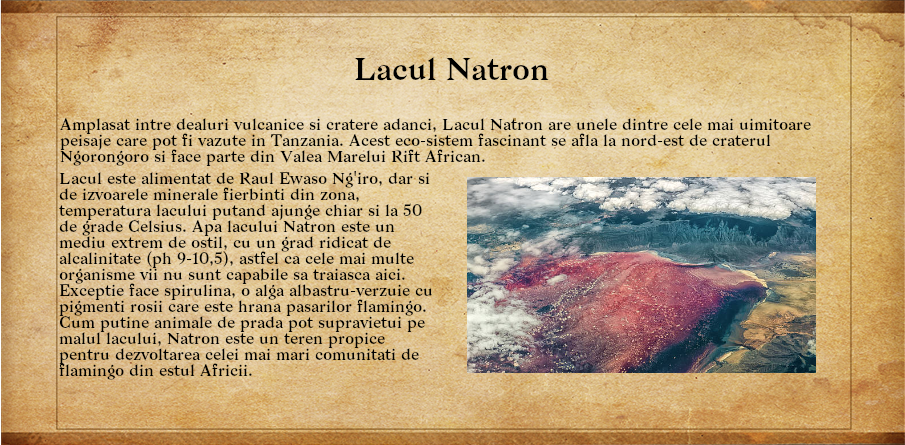 Lacul Natron
Amplasat intre dealuri vulcanice si cratere adanci, Lacul Natron are unele dintre cele mai uimitoare
peisaje care pot fi vazute in Tanzania. Acest eco-sistem fascinant se afla la nord-est de craterul
Ngorongoro si face parte din Valea Marelui Rift African.
Lacul este alimentat de Raul Ewaso Ng'iro, dar si
de izvoarele minerale fierbinti din zona,
temperatura lacului putand ajunge chiar si la 50
de grade Celsius. Apa lacului Natron este un
mediu extrem de ostil, cu un grad ridicat de
alcalinitate (ph 9-10,5), astfel ca cele mai multe
organisme vii nu sunt capabile sa traiasca aici.
Exceptie face spirulina, o alga albastru-verzuie cu
pigmenti rosii care este hrana pasarilor flamingo.
Cum putine animale de prada pot supravietui pe
malul lacului, Natron este un teren propice
pentru dezvoltarea celei mai mari comunitati de
flamingo din estul Africii.